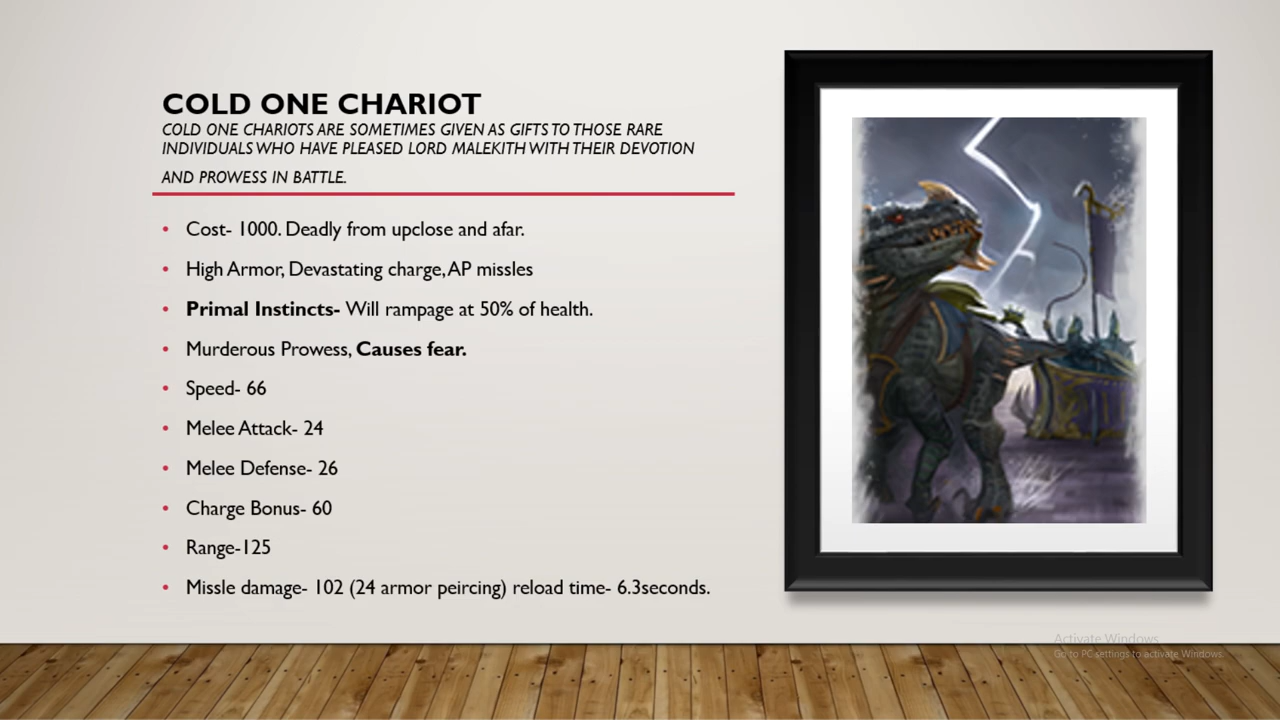 COLD ONE CHARIOT
COLD ONE CHARIOTS ARE SOMETIMES GIVEN AS GIFTS TO THOSE RARE
INDIVIDUALS WHO HAVE PLEASED LORD MALEKITH WITH THEIR DEVOTION
AND PROWESS IN BATTLE.
• Cost- 1000. Deadly from upclose and afar.
• High Armor, Devastating charge, AP missles
• Primal Instincts- Will rampage at 50% of health.
• Murderous Prowess, Causes fear.
• Speed- 66
• Melee Attack- 24
• Melee Defense- 26
• Charge Bonus- 60
• Range-125
• Missle damage- 102 (24 armor peircing) reload time- 6.3seconds.
Activate Windows
Go to PC settings to activate Windows.